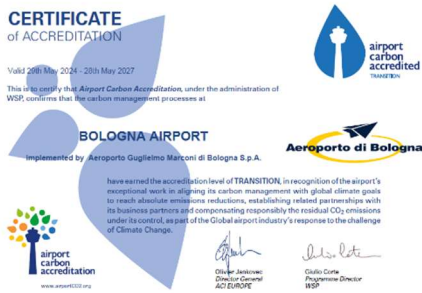 CERTIFICATE
of ACCREDITATION
airport
carbon
accredited
TRANSITION
Valid 29th May 2024 - 28th May 2027
This is to certify that Airport Carbon Accreditation, under the administration of
WSP, confirms that the carbon management processes at
BOLOGNA AIRPORT
Aeroporto di Bologna
Implemented by Aeroporto Guglielmo Marconi di Bologna S.p.A.
have earned the accreditation level of TRANSITION, in recognition of the airport's
exceptional work in aligning its carbon management with global climate goals
to reach absolute emissions reductions, establishing related partnerships with
its business partners and compensating responsibly the residual CO₂ emissions
under its control, as part of the Global airport industry's response to the challenge
of Climate Change.
airport
carbon
accreditation
www.airportCO2.org
Olivier Jankovec
Director General
ACI EUROPE
Giulio Corte
Programme Director
WSP